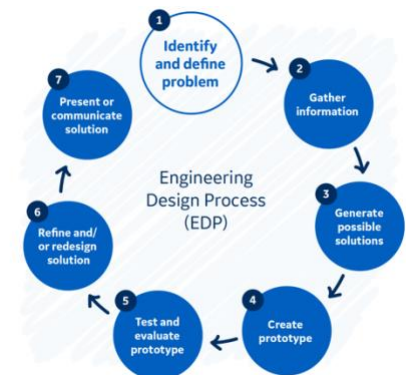 1
Identify
and define
problem
2
Gather
information
3
Generate
possible
solutions
4
Create
prototype
5
Test and
evaluate
prototype
6
Refine and/
or redesign
solution
7
Present or
communicate
solution
Engineering
Design Process
(EDP)